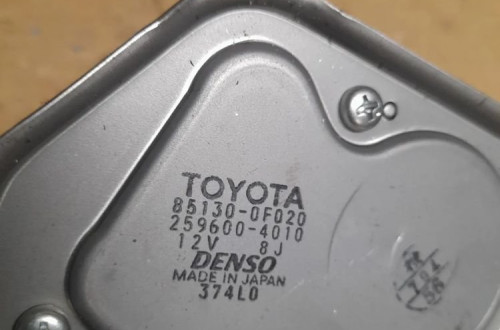 TOYOTA
85130-0F020
259600-4010
12V 8J
DENSO
MADE IN JAPAN
374L0